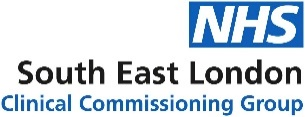 NHS
South East London
Clinical Commissioning Group